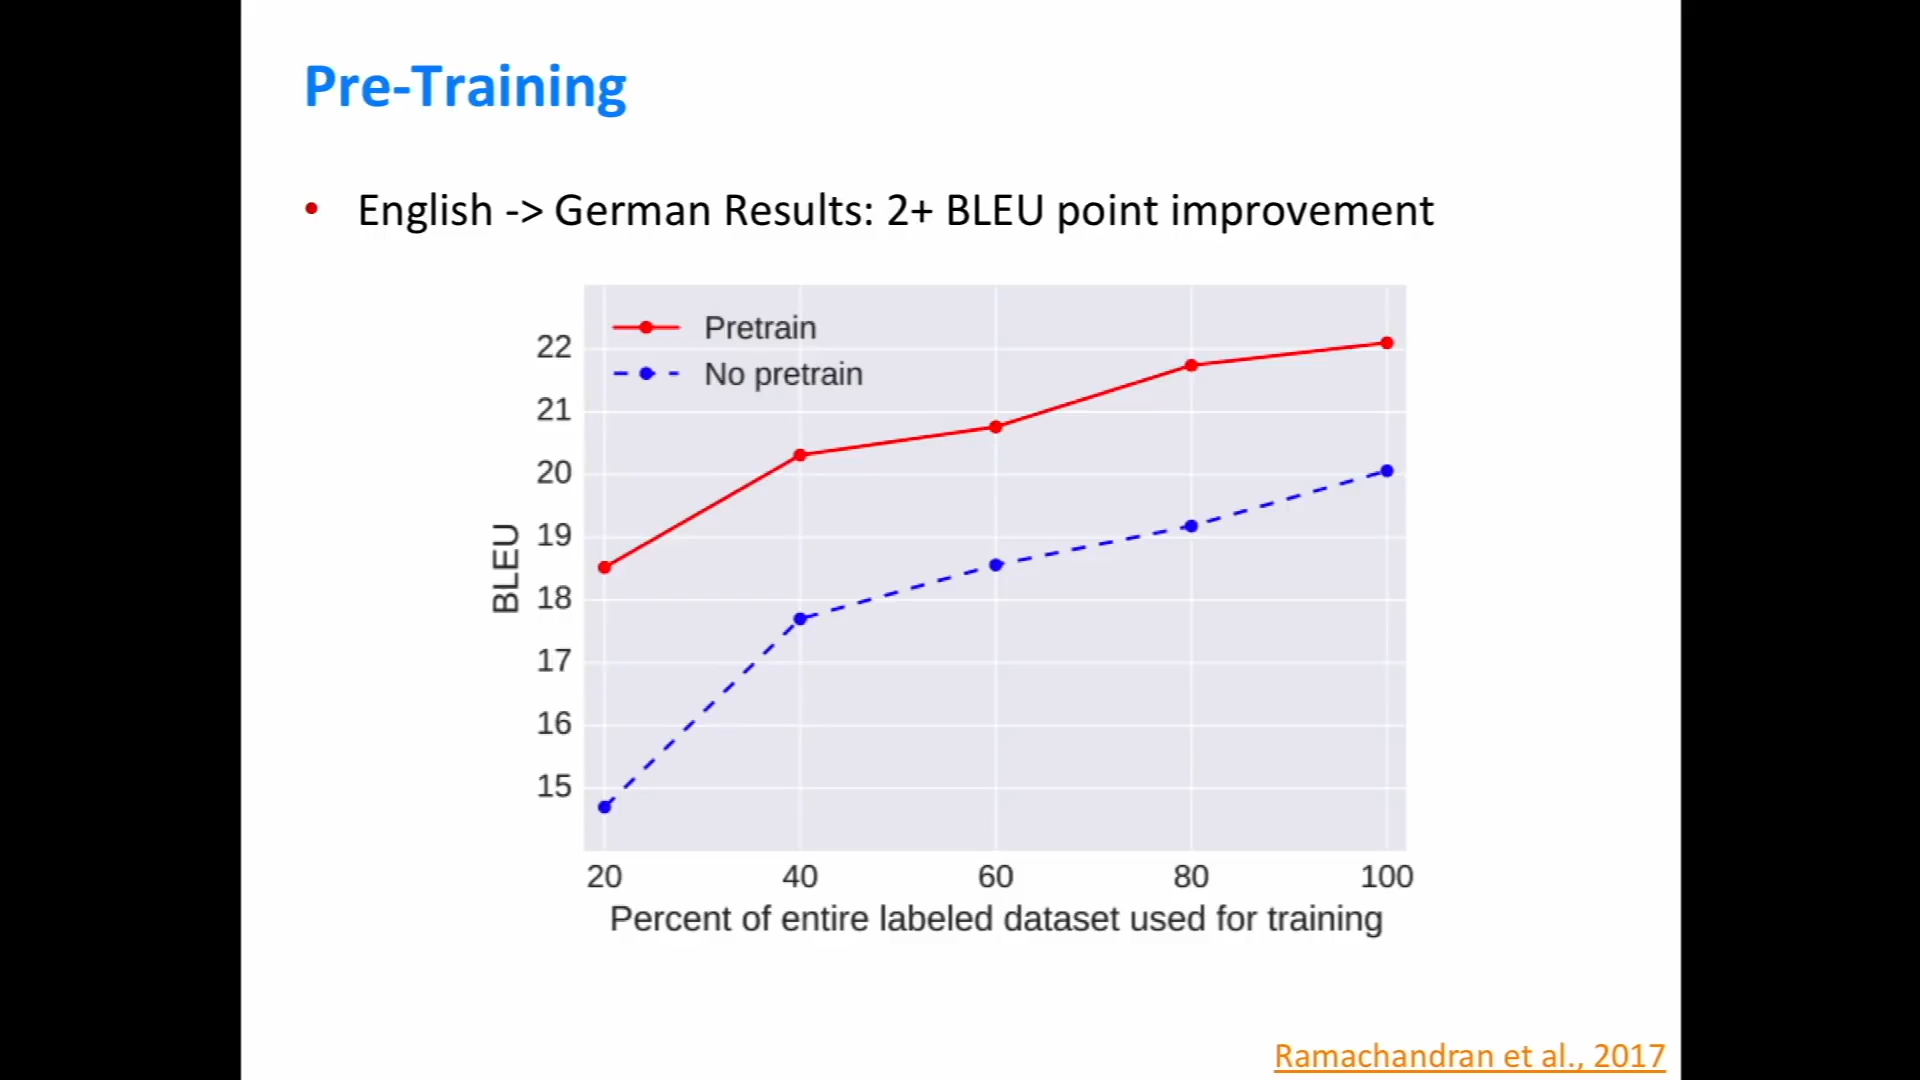 Pre-Training
• English -> German Results: 2+ BLEU point improvement
Pretrain
No pretrain
22
21
20
19
18
17
16
15
BLEU
20 40 60 80 100
Percent of entire labeled dataset used for training
Ramachandran et al., 2017